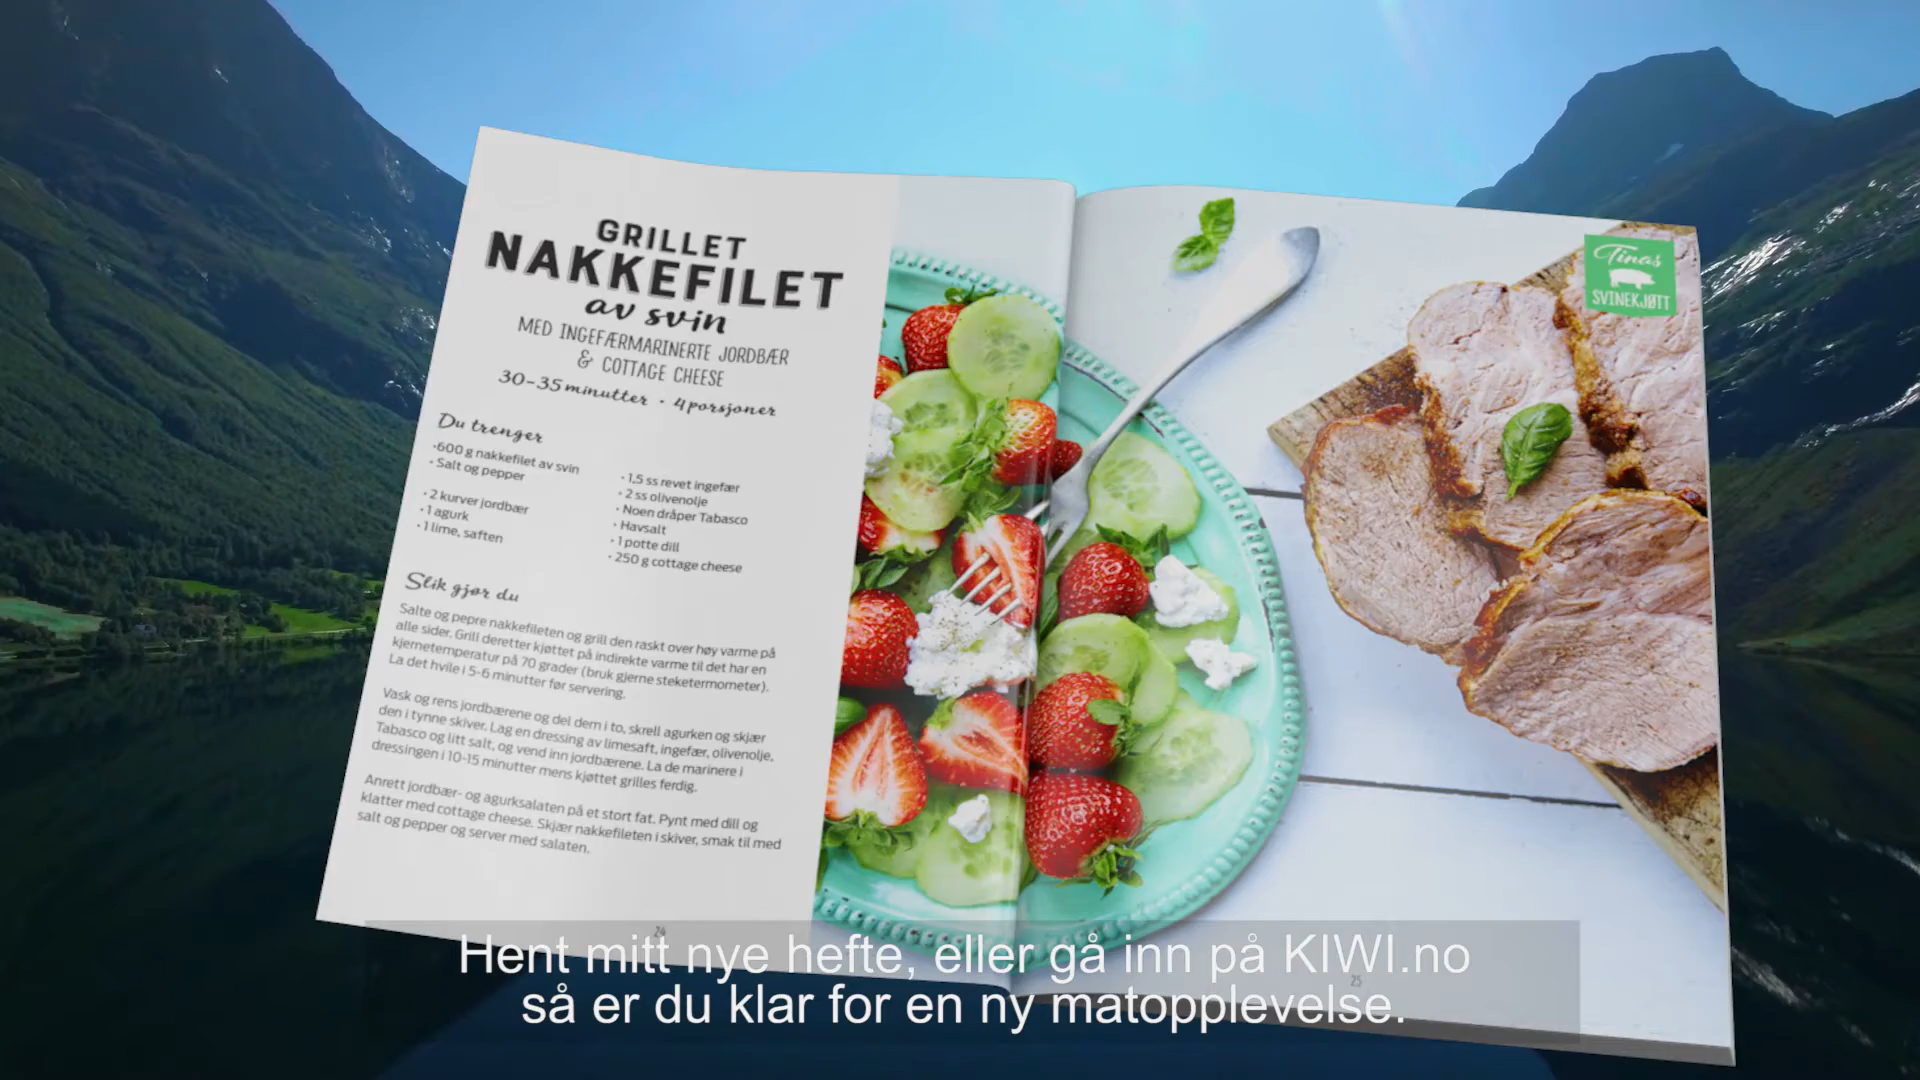 GRILLET
NAKKEFILET
av svin
MED INGEFÆRMARINERTE JORDBÆR
& COTTAGE CHEESE
30-35 minutter • 4 porsjoner
Du trenger
•600 g nakkefilet av svin
• Salt og pepper
• 2 kurver jordbær
• 1 agurk
• 1 lime, saften
• 1,5 ss revet ingefær
• 2 ss olivenolje
• Noen dråper Tabasco
• Havsalt
• 1 potte dill
• 250 g cottage cheese
Slik gjør du
Salte og pepre nakkefileten og grill den raskt over høy varme på
alle sider. Grill deretter kjøttet på indirekte varme til det har en
kjernetemperatur på 70 grader (bruk gjerne steketermometer).
La det hvile i 5-6 minutter før servering.
Vask og rens jordbærene og del dem i to, skrell agurken og skjær
den i tynne skiver. Lag en dressing av limesaft, ingefær, olivenolje,
Tabasco og litt salt, og vend inn jordbærene. La de marinere i
dressingen i 10-15 minutter mens kjøttet grilles ferdig.
Anrett jordbær- og agurksalaten på et stort fat. Pynt med dill og
klatter med cottage cheese. Skjær nakkefileten i skiver, smak til med
salt og pepper og server med salaten.
24
Tinas
SVINEKJØTT
25
Hent mitt nye hefte, eller gå inn på KIWI.no
så er du klar for en ny matopplevelse.